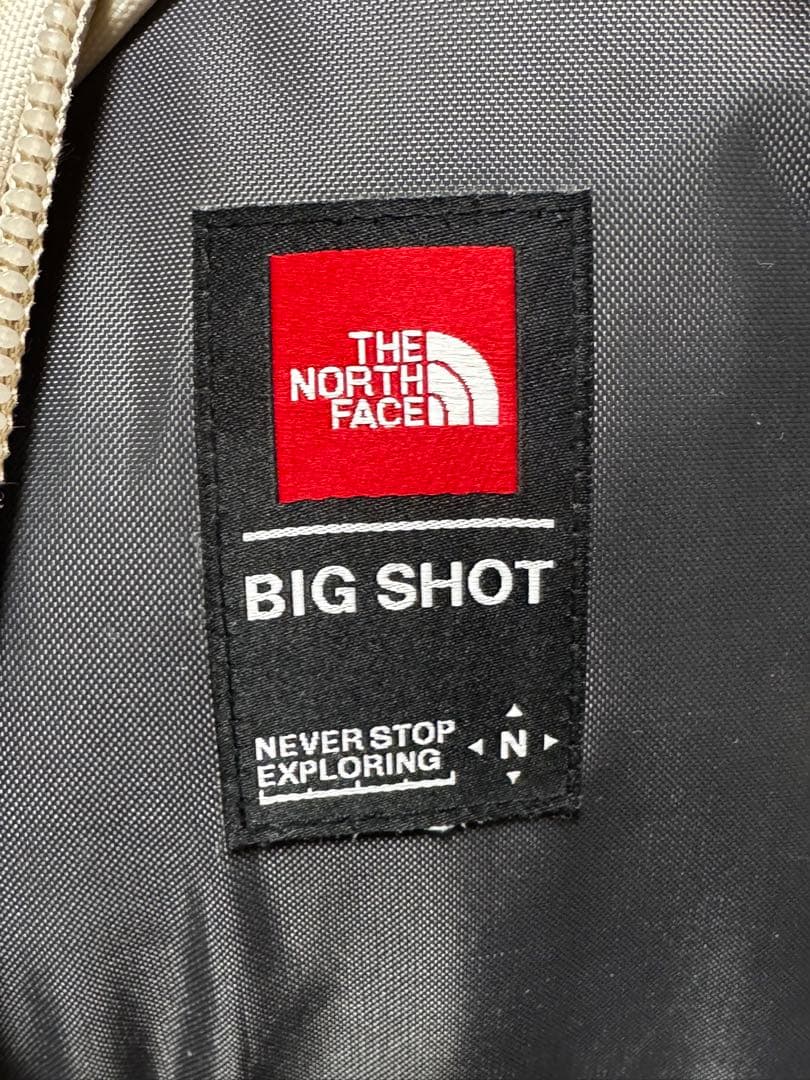 THE
NORTH
FACE
BIG SHOT
NEVER STOP
EXPLORING
N